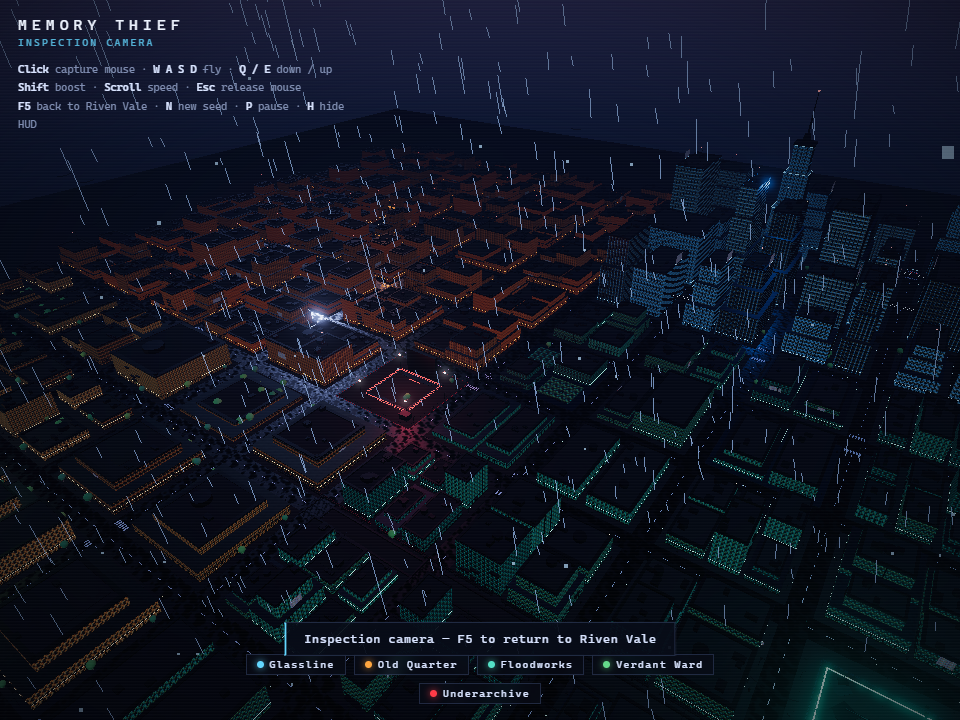 MEMORY THIEF
INSPECTION CAMERA
Click capture mouse · W A S D fly · Q / E down / up
Shift boost · Scroll speed · Esc release mouse
F5 back to Riven Vale · N new seed · P pause · H hide
HUD
Inspection camera — F5 to return to Riven Vale
Glassline Old Quarter Floodworks Verdant Ward
Underarchive